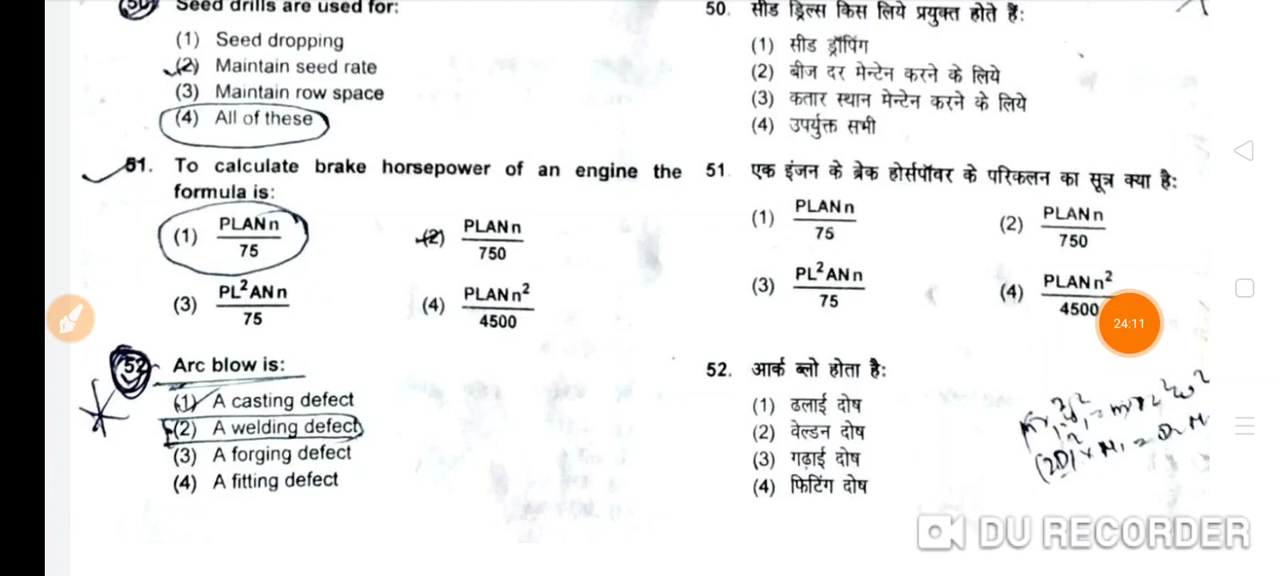 50. Seed drills are used for:
(1) Seed dropping
(2) Maintain seed rate
(3) Maintain row space
(4) All of these
51. To calculate brake horsepower of an engine the
formula is:
(1) PLANn/75
(2) PLANn/750
(3) PL²ANn/75
(4) PLANn²/4500
52. Arc blow is:
(1) A casting defect
(2) A welding defect
(3) A forging defect
(4) A fitting defect
50. सीड ड्रिल्स किस लिये प्रयुक्त होते हैं:
(1) सीड ड्रॉपिंग
(2) बीज दर मेन्टेन करने के लिये
(3) कतार स्थान मेन्टेन करने के लिये
(4) उपर्युक्त सभी
51. एक इंजन के ब्रेक होर्सपॉवर के परिकलन का सूत्र क्या है:
(1) PLANn/75
(2) PLANn/750
(3) PL²ANn/75
(4) PLANn²/4500
24:11
52. आर्क ब्लो होता है:
(1) ढलाई दोष
(2) वेल्डन दोष
(3) गढ़ाई दोष
(4) फिटिंग दोष
DU RECORDER